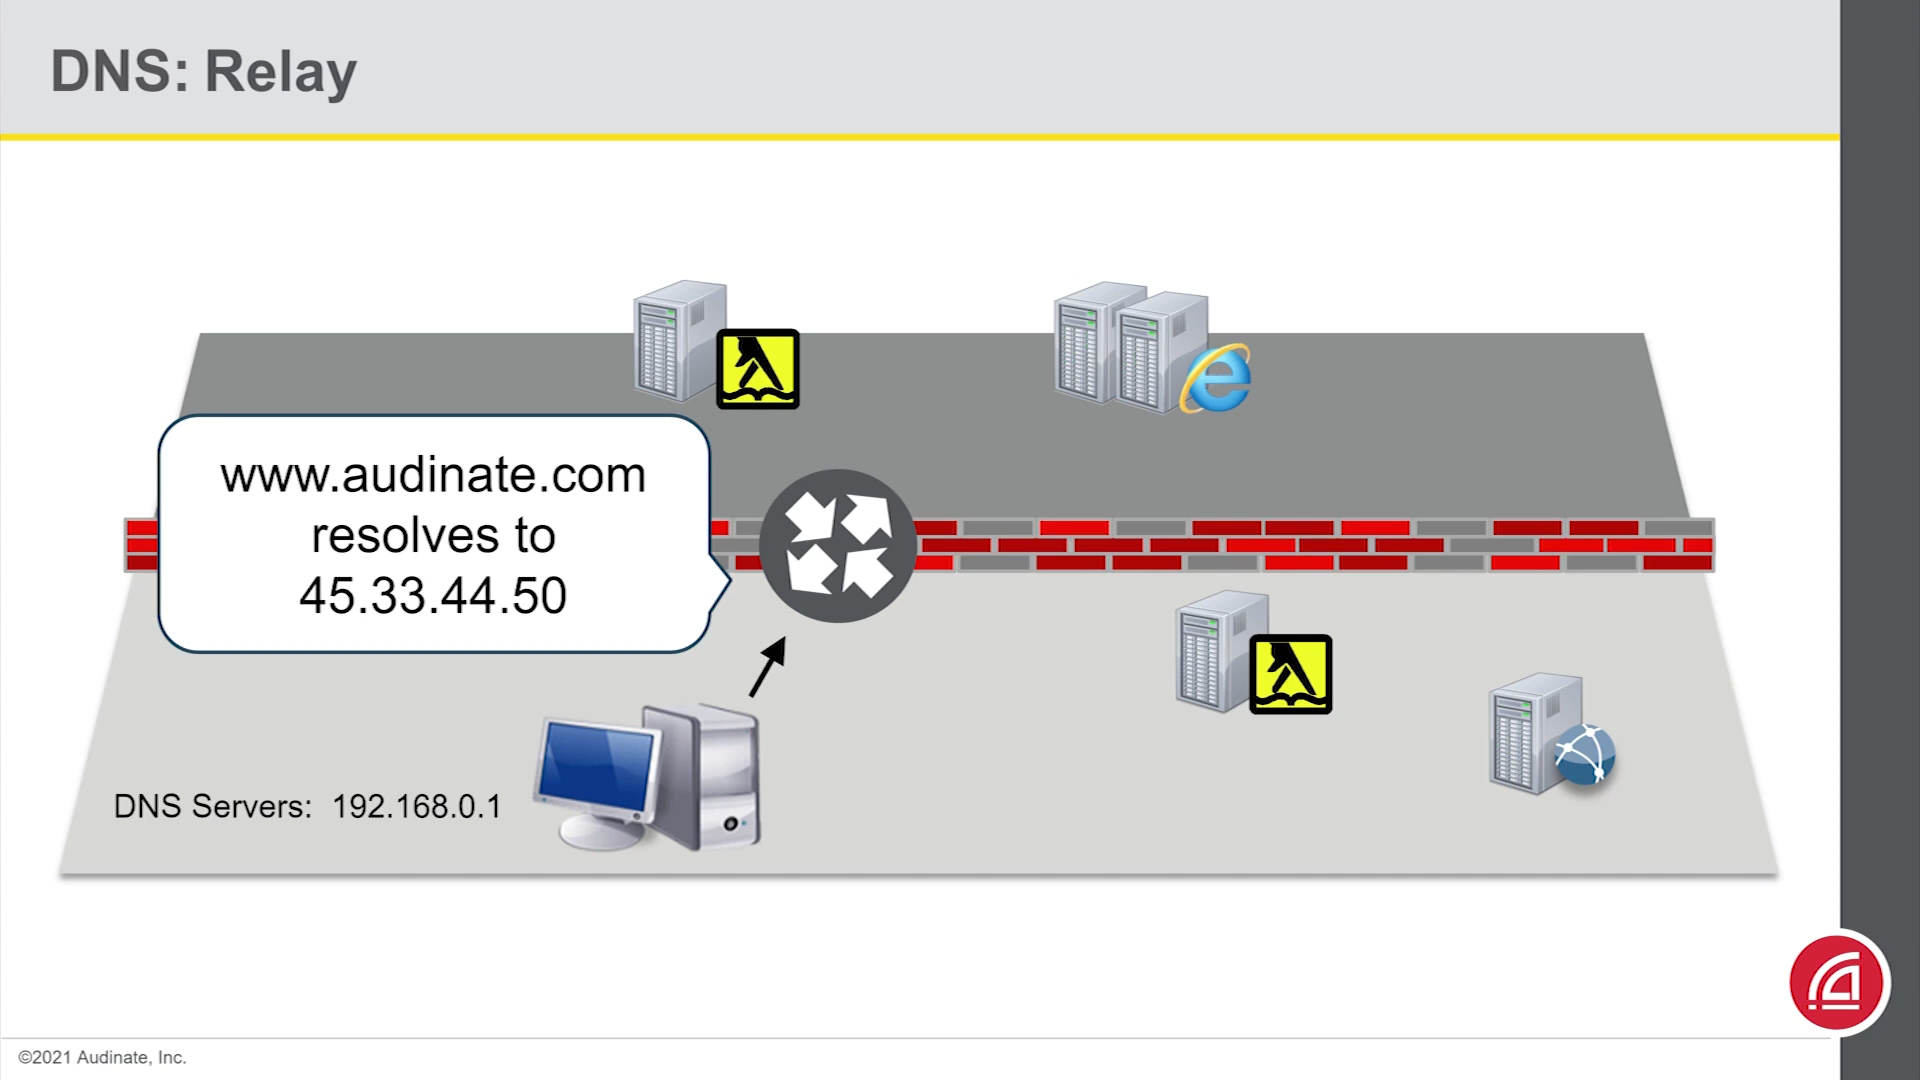 DNS: Relay
www.audinate.com
resolves to
45.33.44.50
DNS Servers:  192.168.0.1
©2021 Audinate, Inc.